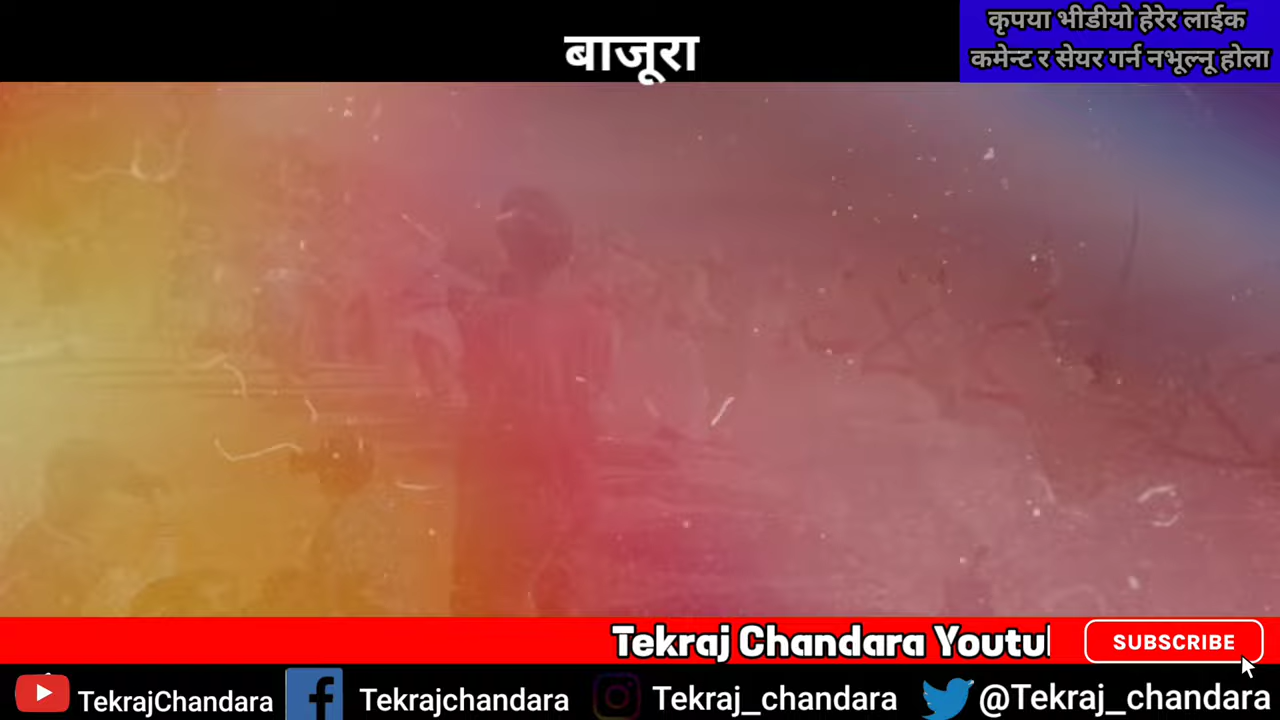 बाजूरा
कृपया भीडीयो हेरेर लाईक
कमेन्ट र सेयर गर्न नभूल्नू होला
Tekraj Chandara Youtu
SUBSCRIBE
TekrajChandara Tekrajchandara Tekraj_chandara @Tekraj_chandara